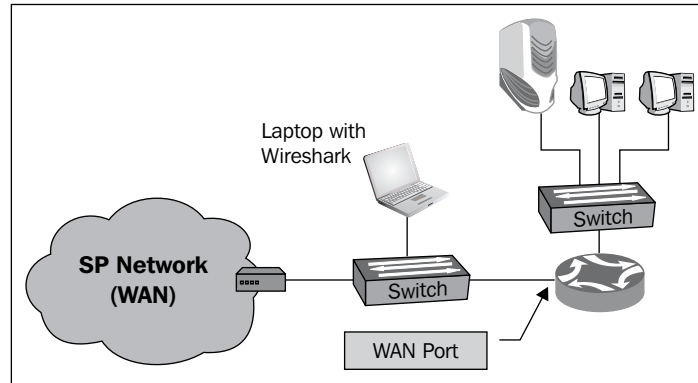 Laptop with
Wireshark
Switch
SP Network
(WAN)
Switch
WAN Port